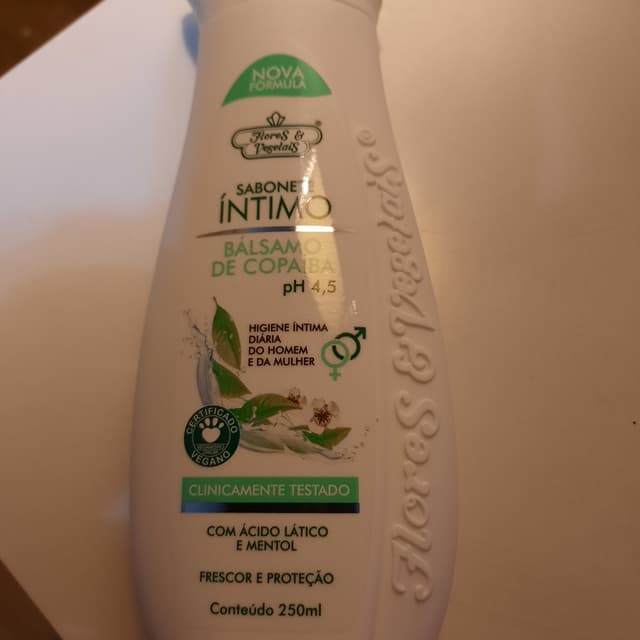 NOVA
FÓRMULA
Flores &
Vegetais
SABONETE
ÍNTIMO
BÁLSAMO
DE COPAÍBA
pH 4,5
HIGIENE ÍNTIMA
DIÁRIA
DO HOMEM
E DA MULHER
CERTIFICADO
VEGANO
CLINICAMENTE TESTADO
COM ÁCIDO LÁTICO
E MENTOL
FRESCOR E PROTEÇÃO
Conteúdo 250ml
Flores & Vegetais®